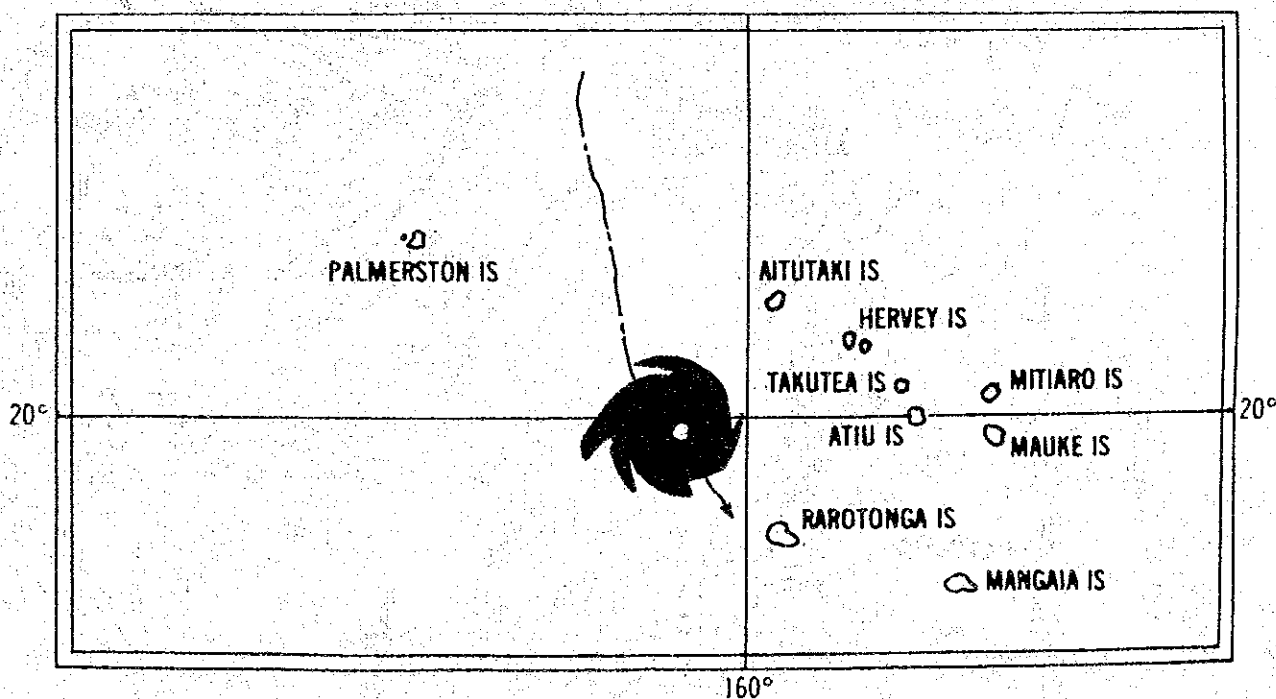 PALMERSTON IS
AITUTAKI IS
HERVEY IS
TAKUTEA IS
MITIARO IS
20°
20°
ATIU IS
MAUKE IS
RAROTONGA IS
MANGAIA IS
160°